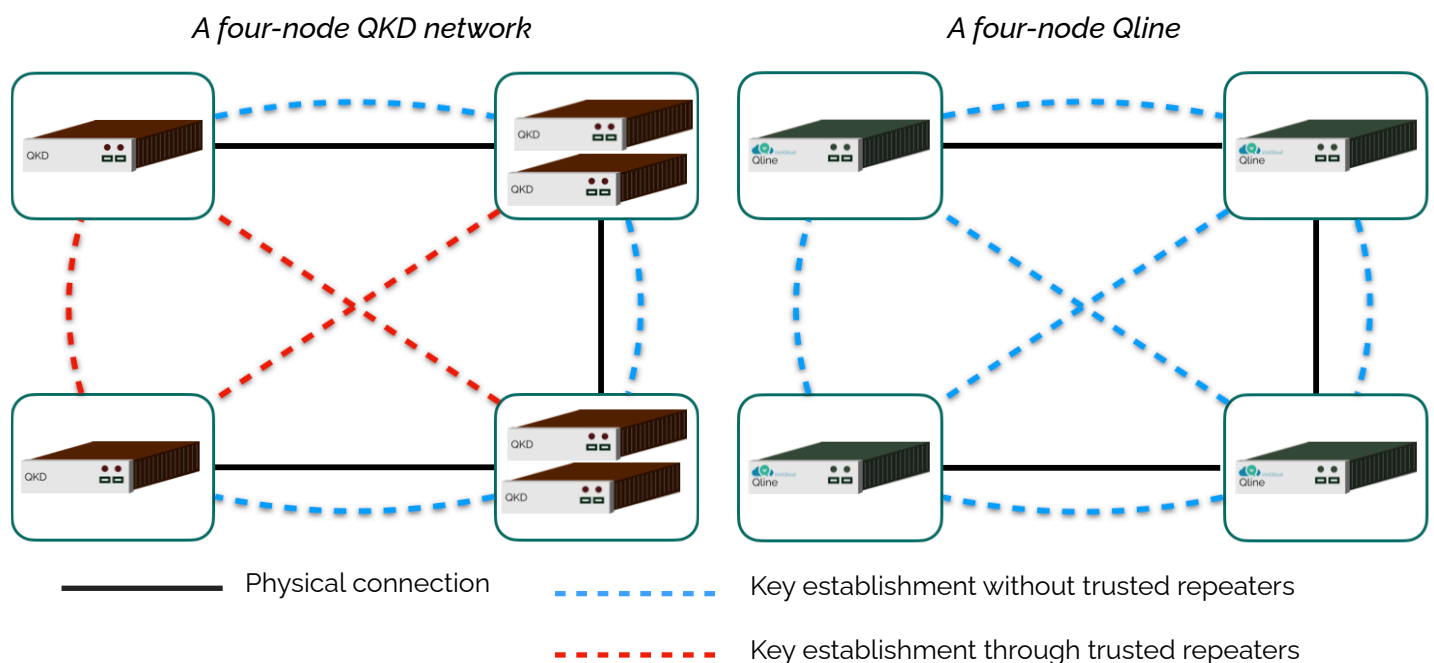 A four-node QKD network
A four-node Qline
QKD
QKD
QKD
Qline
Qline
QKD
QKD
QKD
Qline
Qline
Physical connection
Key establishment without trusted repeaters
Key establishment through trusted repeaters